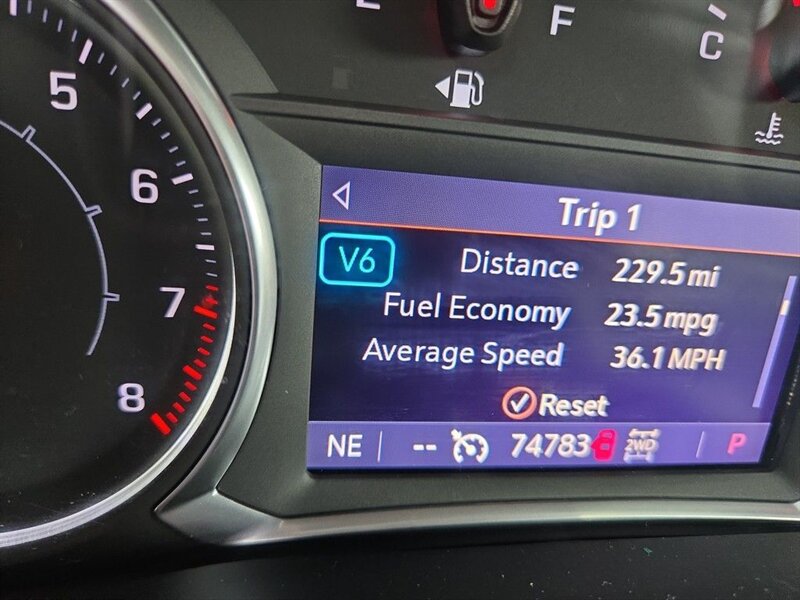 E
F
C
5
6
7
8
Trip 1
V6
Distance 229.5 mi
Fuel Economy 23.5 mpg
Average Speed 36.1 MPH
Reset
NE -- 74783 2WD P